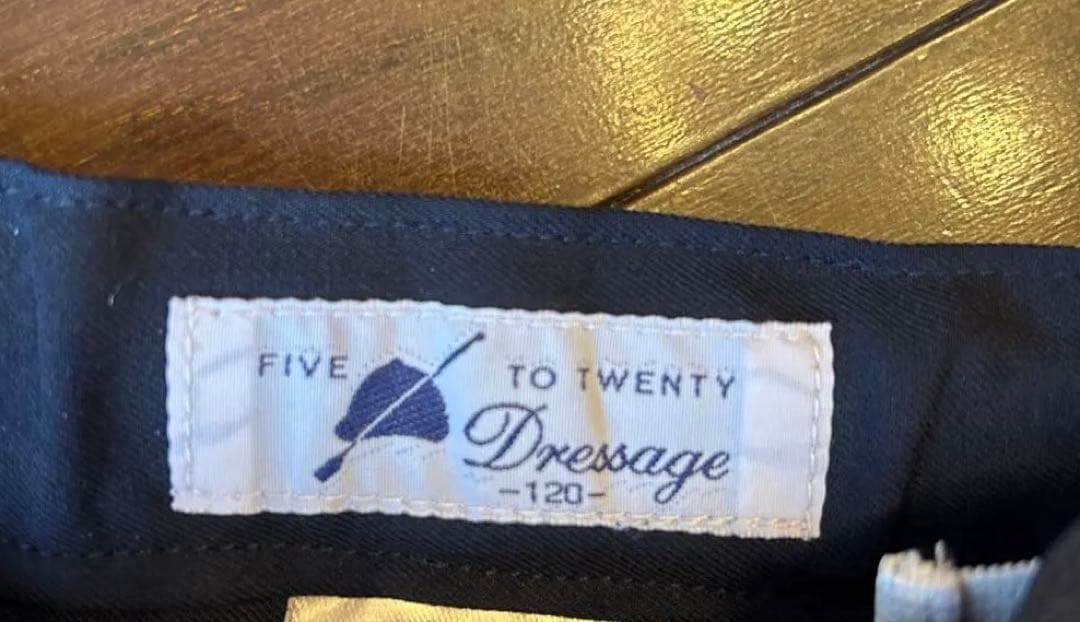 FIVE TO TWENTY
Dressage
-120-